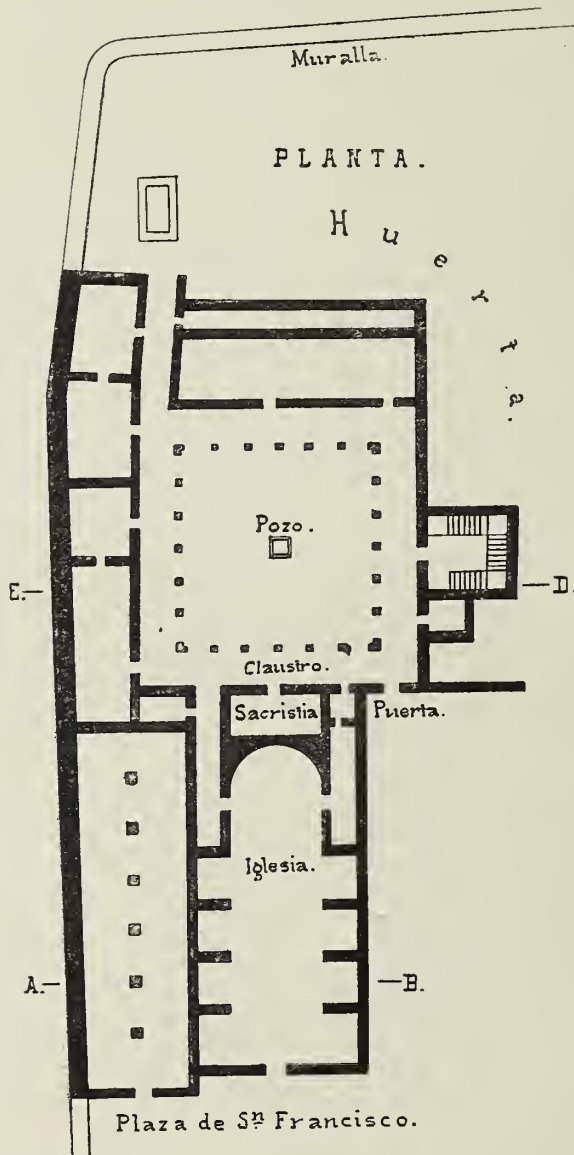 Muralla.
PLANTA.
Huerta.
Pozo.
E.
D.
Claustro.
Sacristia
Puerta.
Iglesia.
A.
B.
Plaza de Sⁿ Francisco.